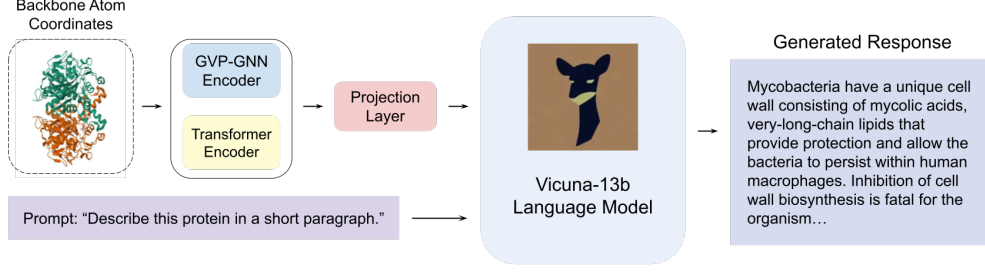 Backbone Atom
Coordinates
GVP-GNN
Encoder
Transformer
Encoder
Projection
Layer
Prompt: “Describe this protein in a short paragraph.”
Vicuna-13b
Language Model
Generated Response
Mycobacteria have a unique cell
wall consisting of mycolic acids,
very-long-chain lipids that
provide protection and allow the
bacteria to persist within human
macrophages. Inhibition of cell
wall biosynthesis is fatal for the
organism…